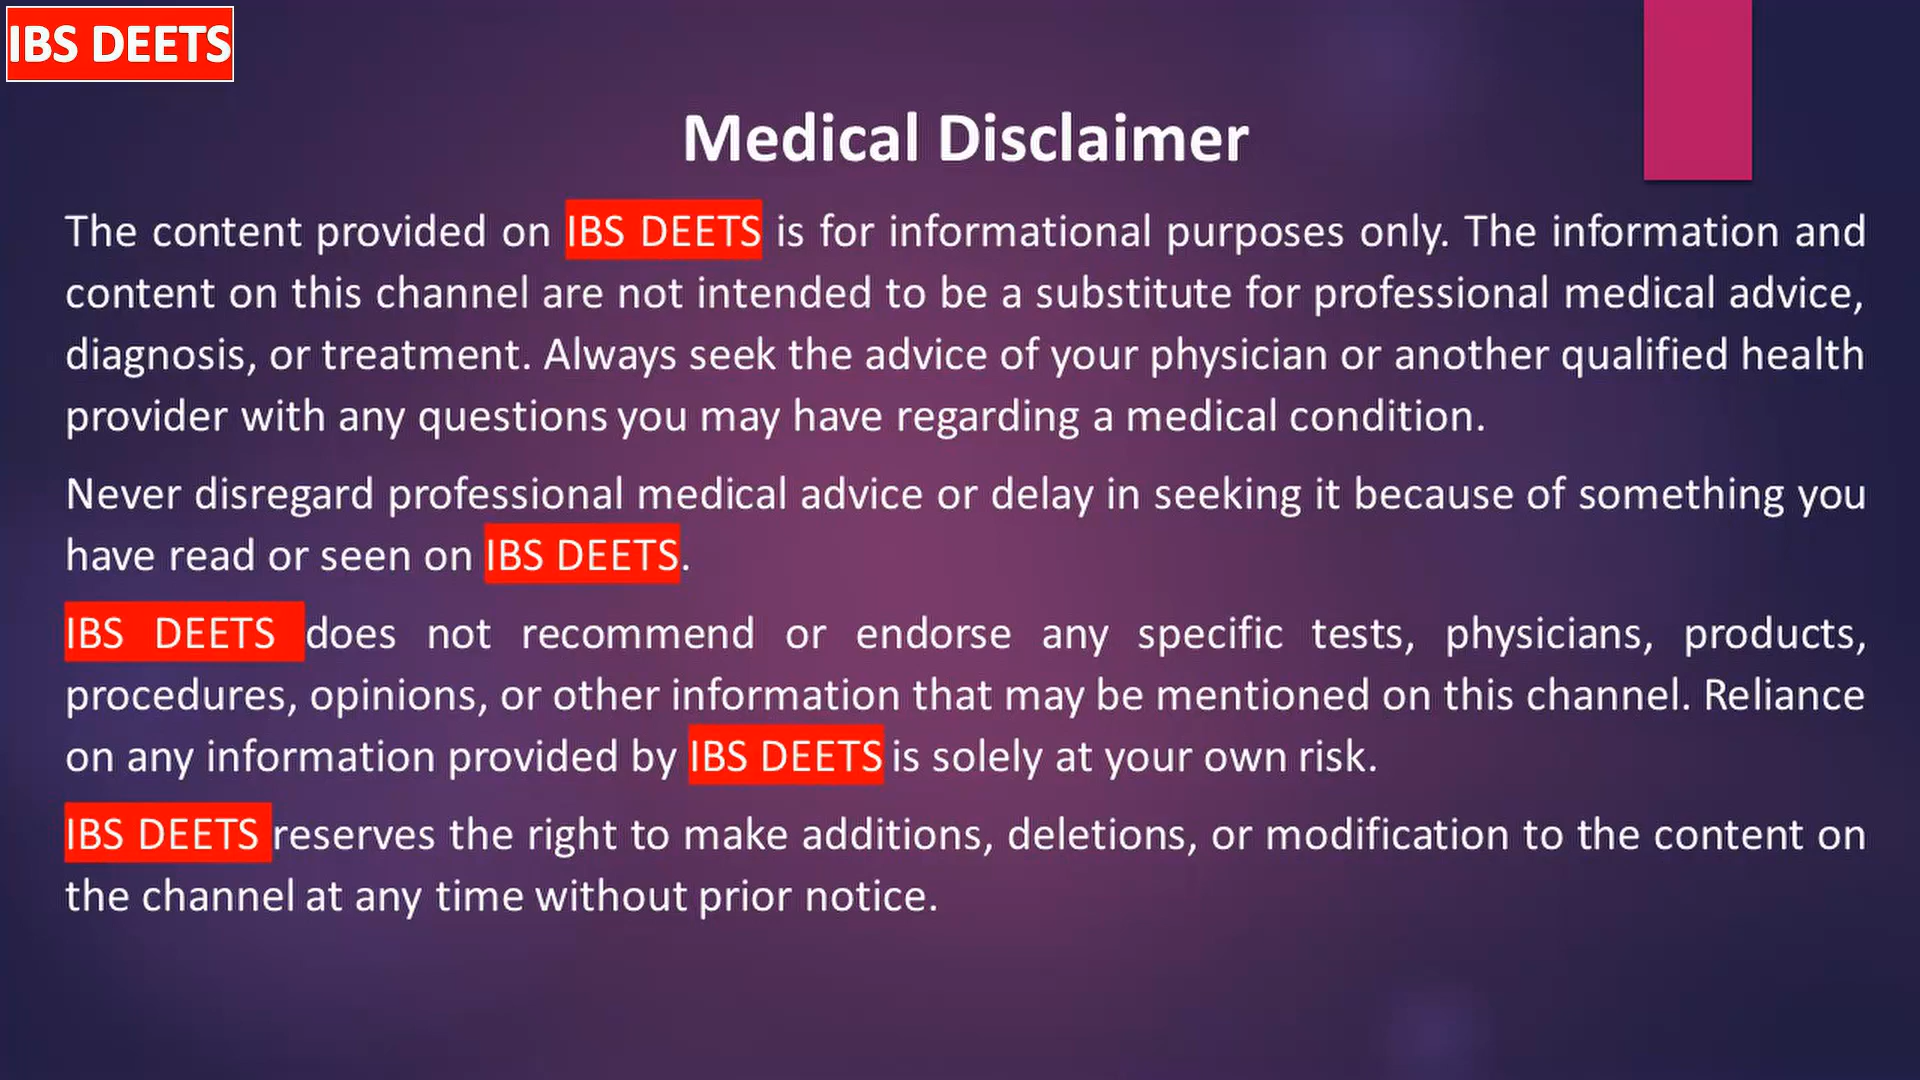 IBS DEETS
Medical Disclaimer
The content provided on IBS DEETS is for informational purposes only. The information and
content on this channel are not intended to be a substitute for professional medical advice,
diagnosis, or treatment. Always seek the advice of your physician or another qualified health
provider with any questions you may have regarding a medical condition.
Never disregard professional medical advice or delay in seeking it because of something you
have read or seen on IBS DEETS.
IBS DEETS does not recommend or endorse any specific tests, physicians, products,
procedures, opinions, or other information that may be mentioned on this channel. Reliance
on any information provided by IBS DEETS is solely at your own risk.
IBS DEETS reserves the right to make additions, deletions, or modification to the content on
the channel at any time without prior notice.